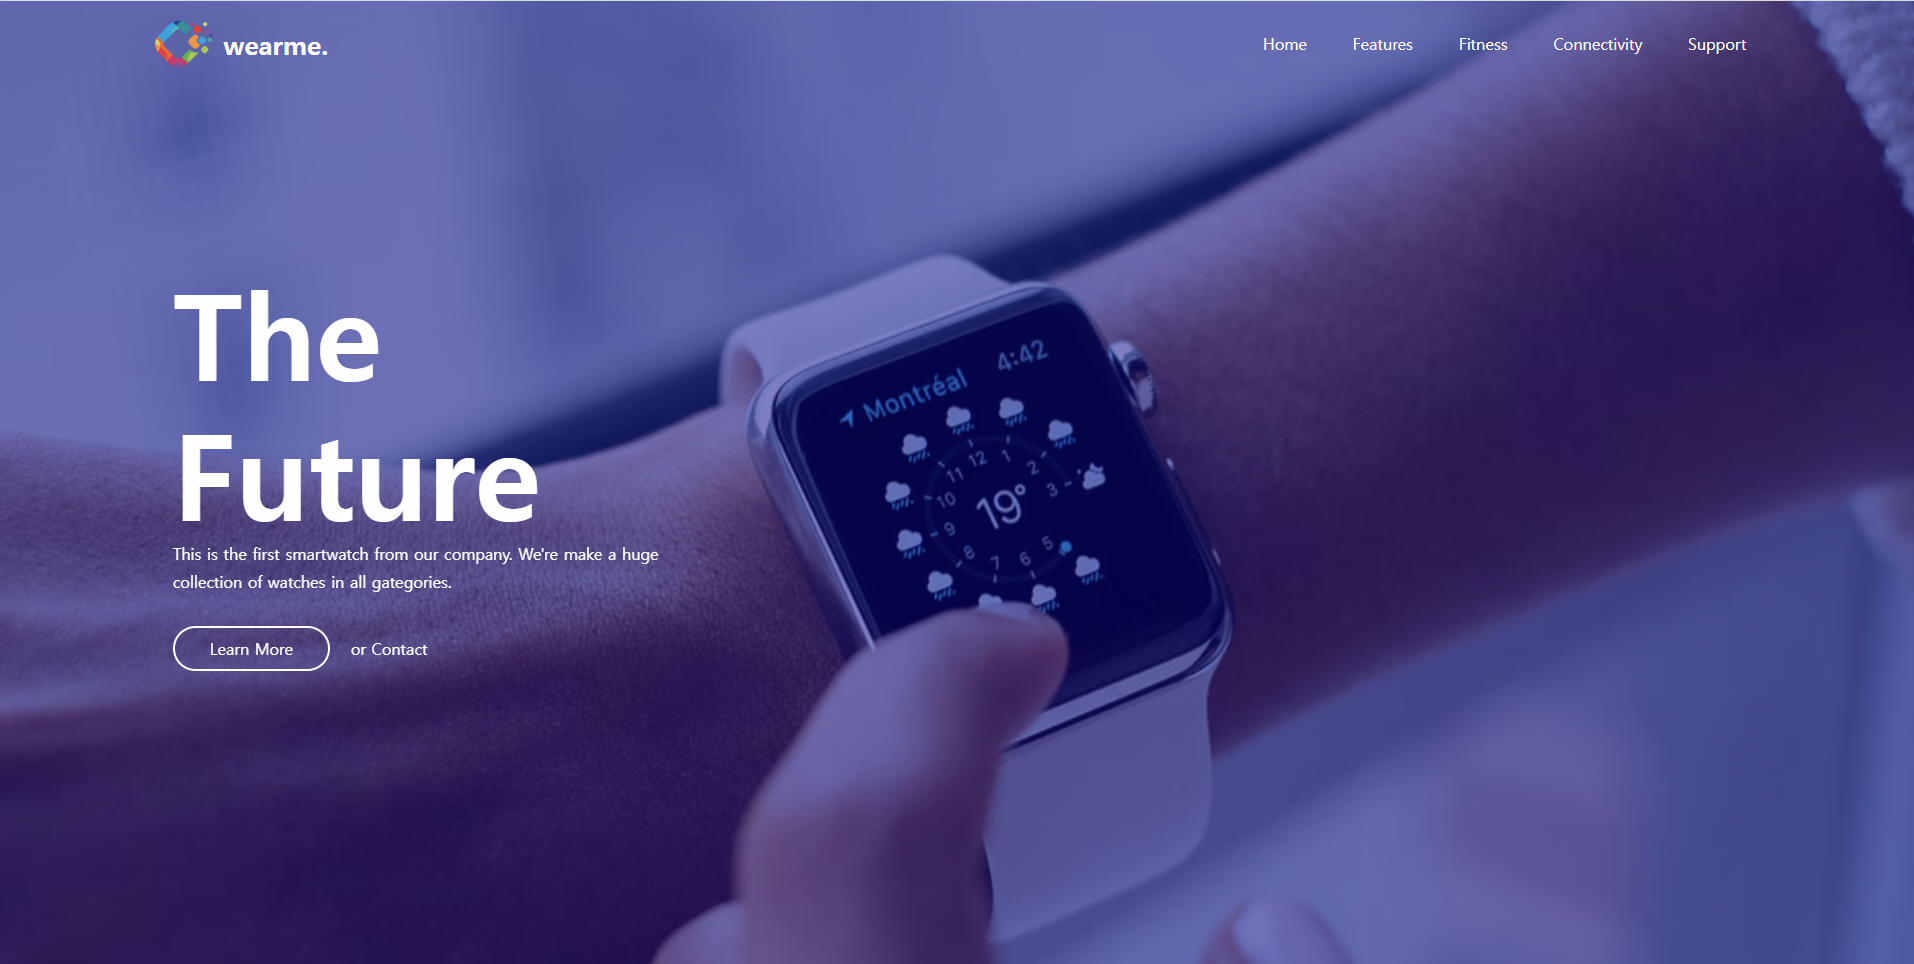 wearme.
Home Features Fitness Connectivity Support
The
Future
This is the first smartwatch from our company. We're make a huge
collection of watches in all gategories.
Learn More or Contact
Montréal 4:42
12
1
2
3
5
6
7
8
9
10
11
19°